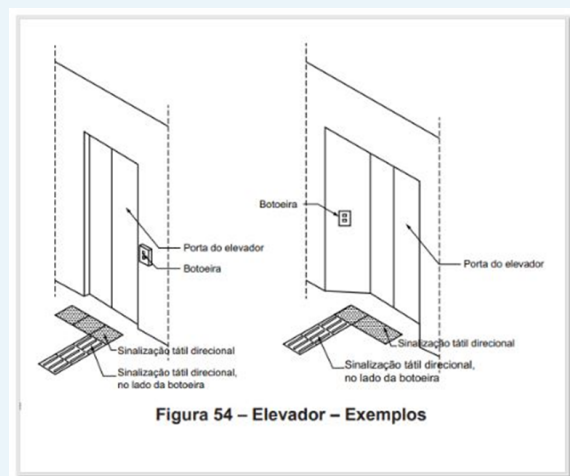 Porta do elevador
Botoeira
Sinalização tátil direcional
Sinalização tátil direcional,
no lado da botoeira
Botoeira
Porta do elevador
Sinalização tátil direcional
Sinalização tátil direcional,
no lado da botoeira
Figura 54 – Elevador – Exemplos